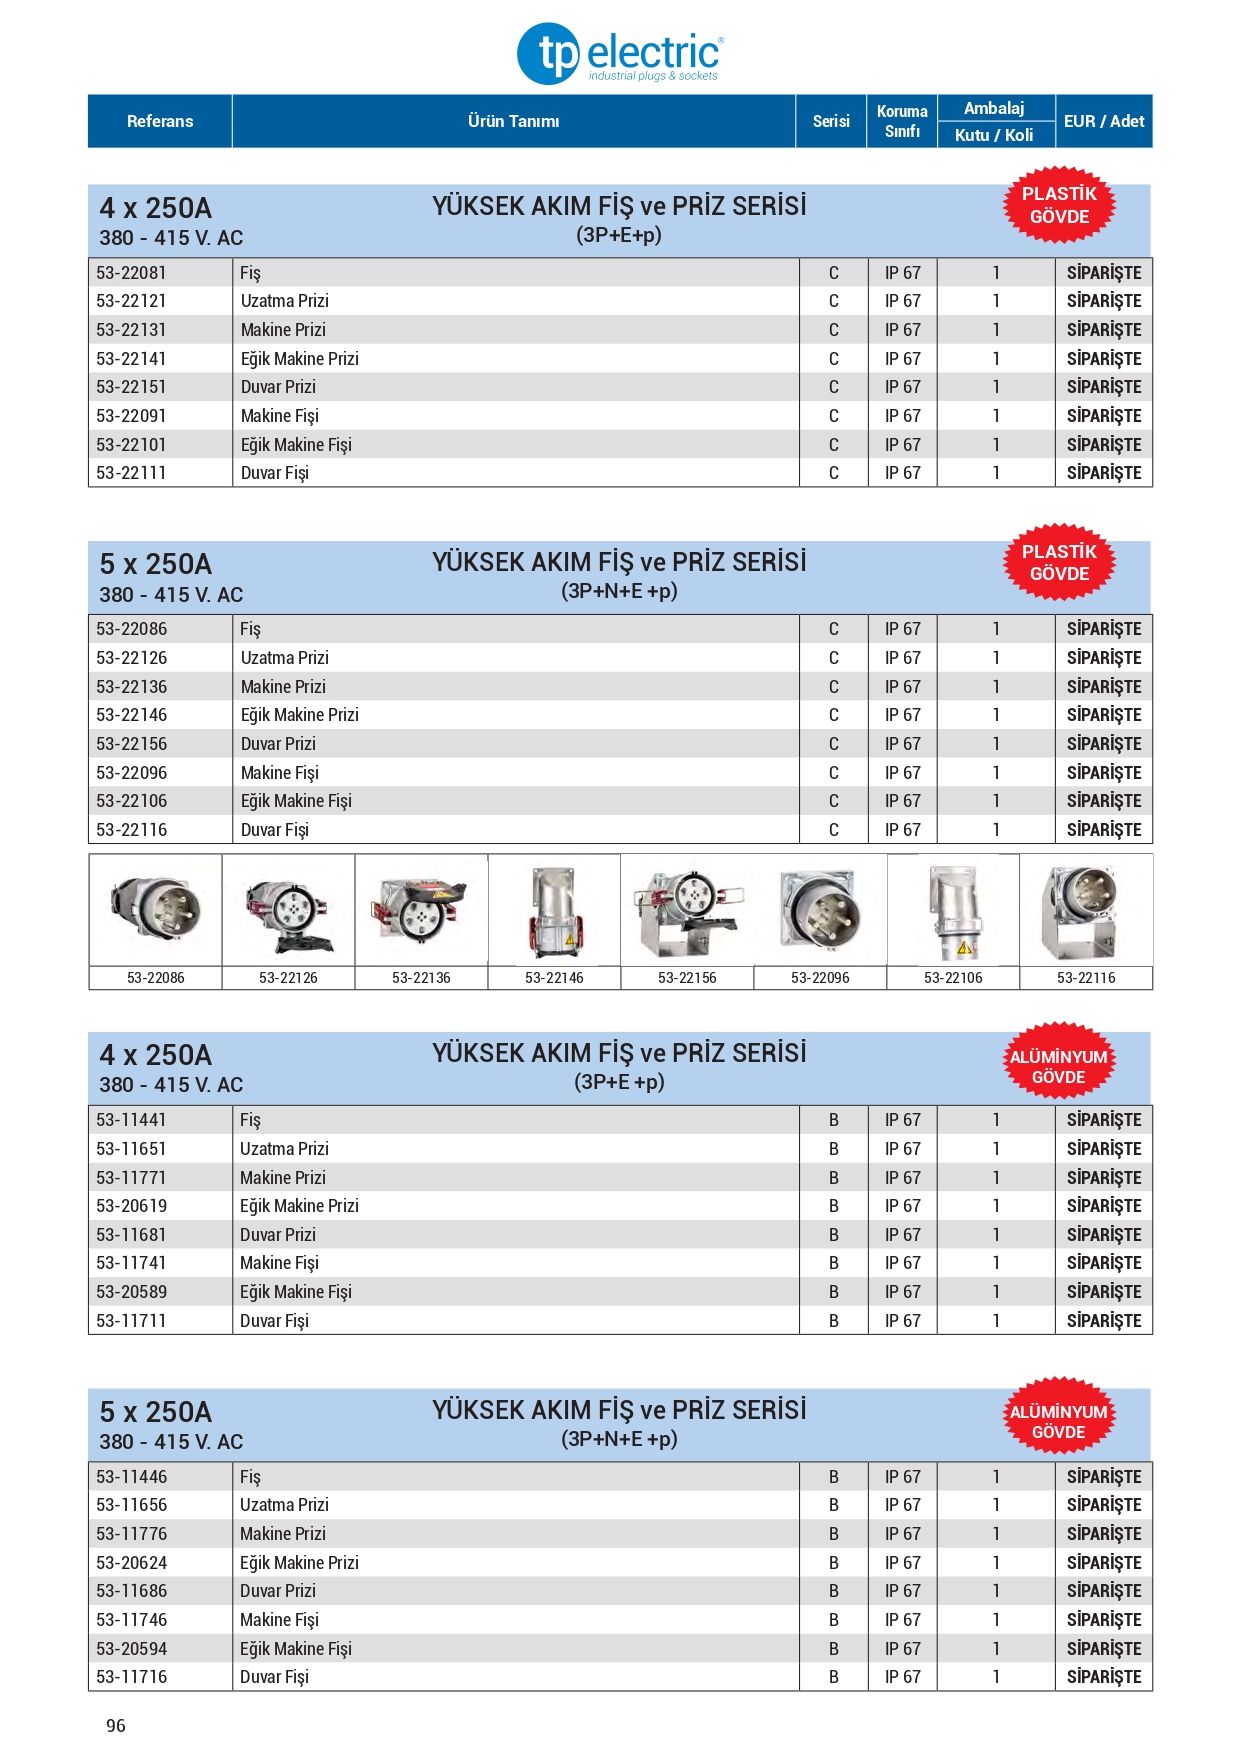 tp electric®
industrial plugs & sockets
Referans Ürün Tanımı Serisi Koruma Sınıfı Ambalaj Kutu / Koli EUR / Adet
4 x 250A YÜKSEK AKIM FİŞ ve PRİZ SERİSİ PLASTİK GÖVDE
380 - 415 V. AC (3P+E+p)
53-22081 Fiş C IP 67 1 SİPARİŞTE
53-22121 Uzatma Prizi C IP 67 1 SİPARİŞTE
53-22131 Makine Prizi C IP 67 1 SİPARİŞTE
53-22141 Eğik Makine Prizi C IP 67 1 SİPARİŞTE
53-22151 Duvar Prizi C IP 67 1 SİPARİŞTE
53-22091 Makine Fişi C IP 67 1 SİPARİŞTE
53-22101 Eğik Makine Fişi C IP 67 1 SİPARİŞTE
53-22111 Duvar Fişi C IP 67 1 SİPARİŞTE
5 x 250A YÜKSEK AKIM FİŞ ve PRİZ SERİSİ PLASTİK GÖVDE
380 - 415 V. AC (3P+N+E +p)
53-22086 Fiş C IP 67 1 SİPARİŞTE
53-22126 Uzatma Prizi C IP 67 1 SİPARİŞTE
53-22136 Makine Prizi C IP 67 1 SİPARİŞTE
53-22146 Eğik Makine Prizi C IP 67 1 SİPARİŞTE
53-22156 Duvar Prizi C IP 67 1 SİPARİŞTE
53-22096 Makine Fişi C IP 67 1 SİPARİŞTE
53-22106 Eğik Makine Fişi C IP 67 1 SİPARİŞTE
53-22116 Duvar Fişi C IP 67 1 SİPARİŞTE
53-22086 53-22126 53-22136 53-22146 53-22156 53-22096 53-22106 53-22116
4 x 250A YÜKSEK AKIM FİŞ ve PRİZ SERİSİ ALÜMİNYUM GÖVDE
380 - 415 V. AC (3P+E +p)
53-11441 Fiş B IP 67 1 SİPARİŞTE
53-11651 Uzatma Prizi B IP 67 1 SİPARİŞTE
53-11771 Makine Prizi B IP 67 1 SİPARİŞTE
53-20619 Eğik Makine Prizi B IP 67 1 SİPARİŞTE
53-11681 Duvar Prizi B IP 67 1 SİPARİŞTE
53-11741 Makine Fişi B IP 67 1 SİPARİŞTE
53-20589 Eğik Makine Fişi B IP 67 1 SİPARİŞTE
53-11711 Duvar Fişi B IP 67 1 SİPARİŞTE
5 x 250A YÜKSEK AKIM FİŞ ve PRİZ SERİSİ ALÜMİNYUM GÖVDE
380 - 415 V. AC (3P+N+E +p)
53-11446 Fiş B IP 67 1 SİPARİŞTE
53-11656 Uzatma Prizi B IP 67 1 SİPARİŞTE
53-11776 Makine Prizi B IP 67 1 SİPARİŞTE
53-20624 Eğik Makine Prizi B IP 67 1 SİPARİŞTE
53-11686 Duvar Prizi B IP 67 1 SİPARİŞTE
53-11746 Makine Fişi B IP 67 1 SİPARİŞTE
53-20594 Eğik Makine Fişi B IP 67 1 SİPARİŞTE
53-11716 Duvar Fişi B IP 67 1 SİPARİŞTE
96